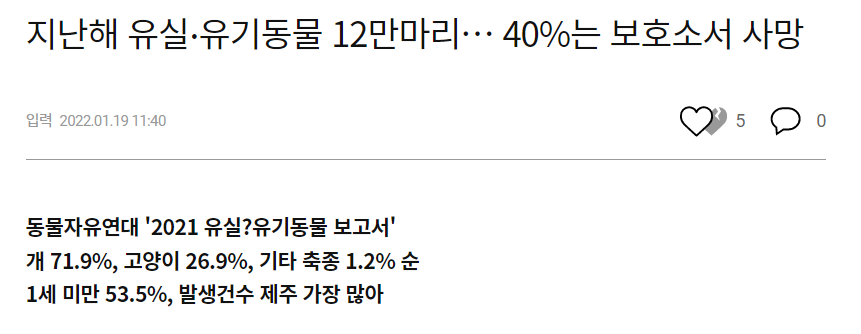 지난해 유실·유기동물 12만마리… 40%는 보호소서 사망
입력 2022.01.19 11:40
5
0
동물자유연대 '2021 유실?유기동물 보고서'
개 71.9%, 고양이 26.9%, 기타 축종 1.2% 순
1세 미만 53.5%, 발생건수 제주 가장 많아